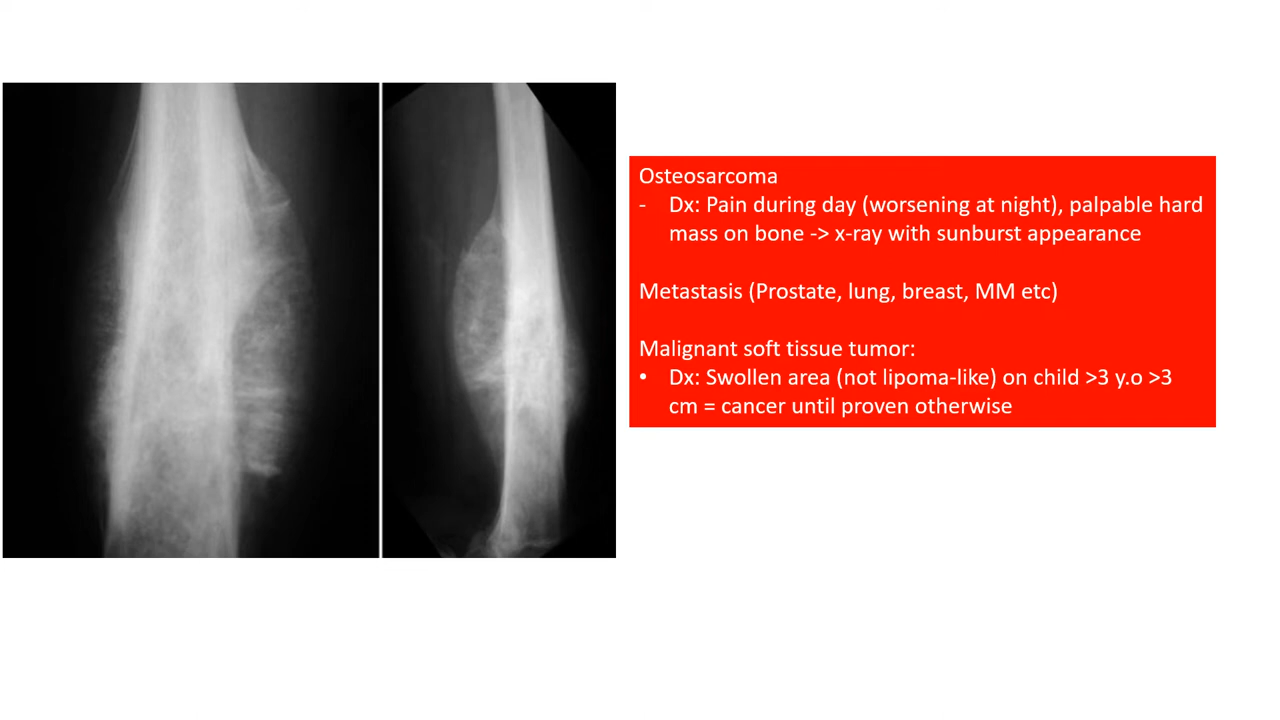 Osteosarcoma
- Dx: Pain during day (worsening at night), palpable hard
mass on bone -> x-ray with sunburst appearance
Metastasis (Prostate, lung, breast, MM etc)
Malignant soft tissue tumor:
• Dx: Swollen area (not lipoma-like) on child >3 y.o >3
cm = cancer until proven otherwise